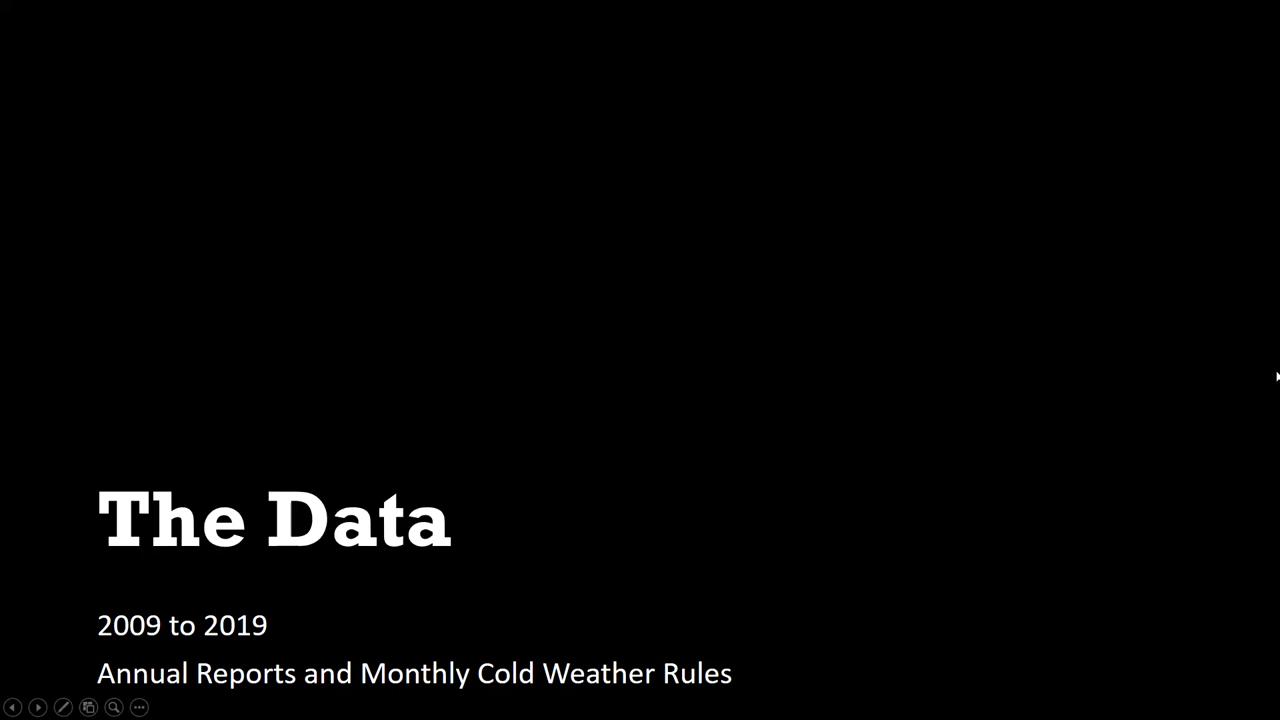 The Data
2009 to 2019
Annual Reports and Monthly Cold Weather Rules